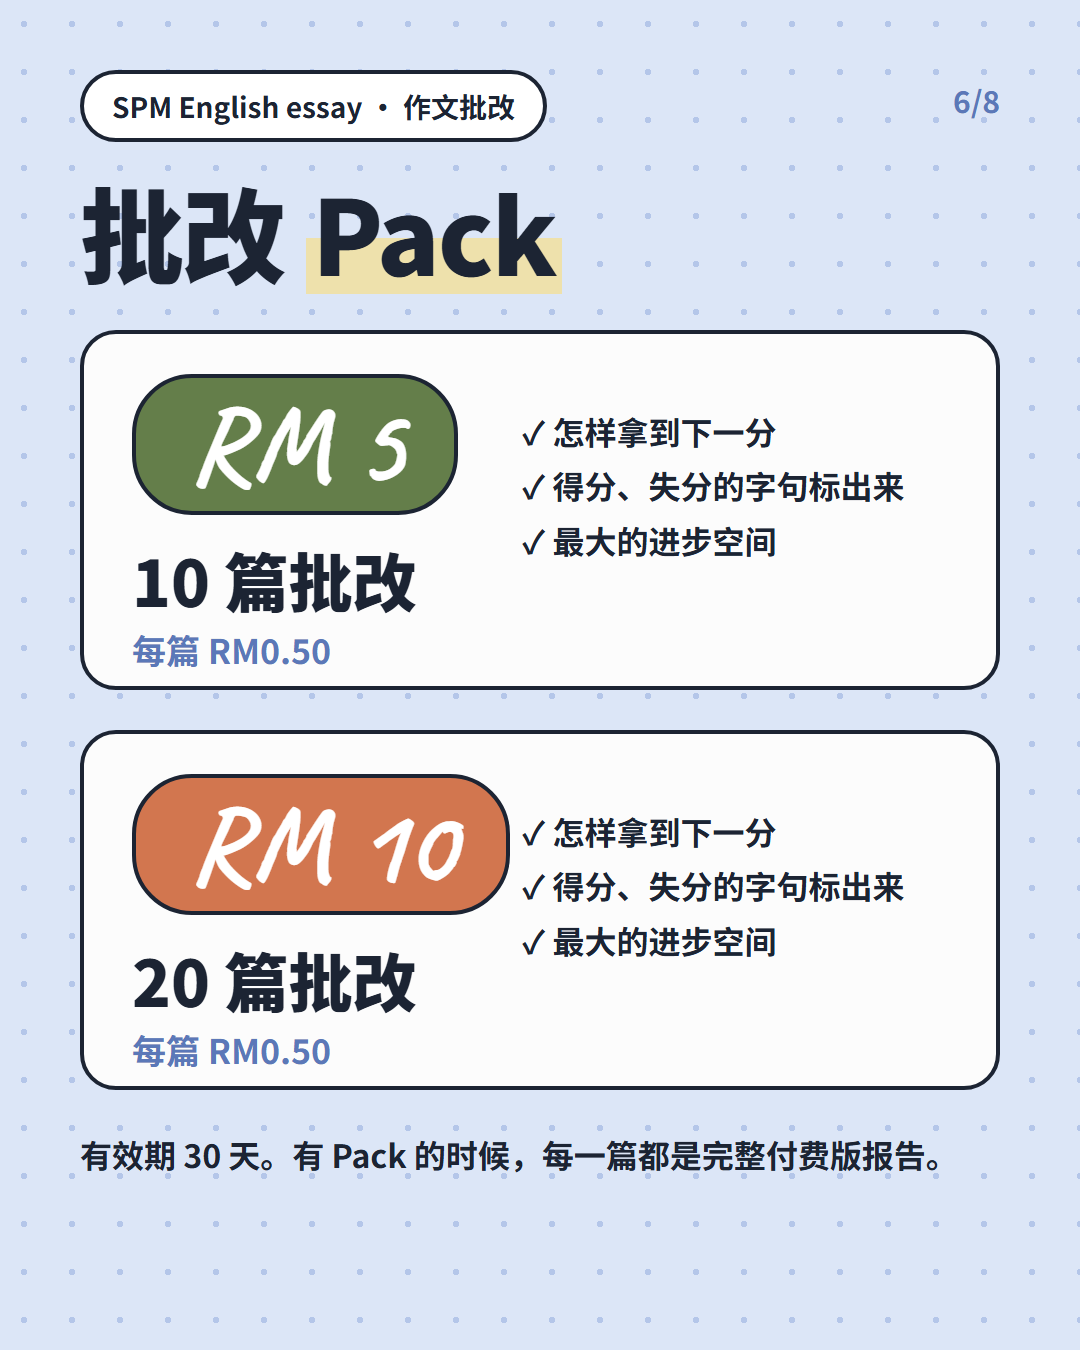 SPM English essay · 作文批改
6/8
批改 Pack
RM 5
10 篇批改
每篇 RM0.50
✓ 怎样拿到下一分
✓ 得分、失分的字句标出来
✓ 最大的进步空间
RM 10
20 篇批改
每篇 RM0.50
✓ 怎样拿到下一分
✓ 得分、失分的字句标出来
✓ 最大的进步空间
有效期 30 天。有 Pack 的时候，每一篇都是完整付费版报告。